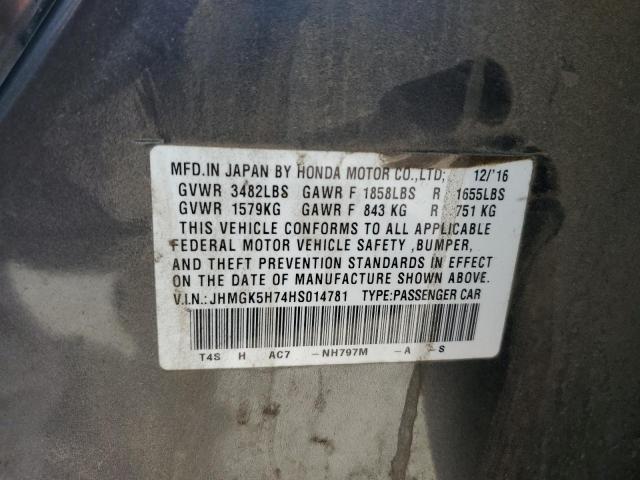 MFD.IN JAPAN BY HONDA MOTOR CO.,LTD; 12/'16
GVWR 3482LBS GAWR F 1858LBS R 1655LBS
GVWR 1579KG GAWR F 843 KG R 751 KG
THIS VEHICLE CONFORMS TO ALL APPLICABLE
FEDERAL MOTOR VEHICLE SAFETY ,BUMPER,
AND THEFT PREVENTION STANDARDS IN EFFECT
ON THE DATE OF MANUFACTURE SHOWN ABOVE.
V.I.N.:JHMGK5H74HS014781 TYPE:PASSENGER CAR
T4S H AC7 -NH797M -A -S